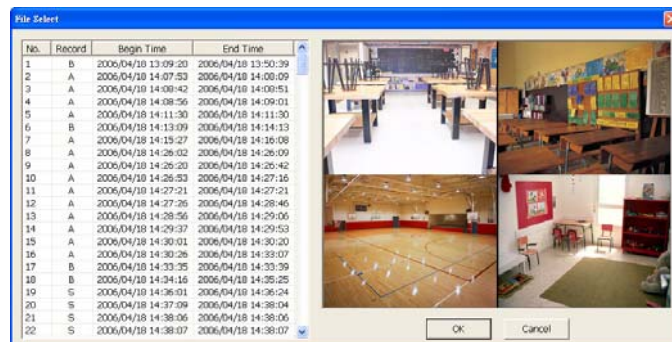 File Select
No. Record Begin Time End Time
1 B 2006/04/18 13:09:20 2006/04/18 13:50:39
2 A 2006/04/18 14:07:53 2006/04/18 14:08:09
3 A 2006/04/18 14:08:42 2006/04/18 14:08:51
4 A 2006/04/18 14:08:56 2006/04/18 14:09:01
5 A 2006/04/18 14:11:30 2006/04/18 14:11:30
6 B 2006/04/18 14:13:09 2006/04/18 14:14:13
7 A 2006/04/18 14:15:27 2006/04/18 14:16:08
8 A 2006/04/18 14:26:02 2006/04/18 14:26:09
9 A 2006/04/18 14:26:20 2006/04/18 14:26:42
10 A 2006/04/18 14:26:53 2006/04/18 14:27:16
11 A 2006/04/18 14:27:21 2006/04/18 14:27:21
12 A 2006/04/18 14:27:26 2006/04/18 14:28:46
13 A 2006/04/18 14:28:56 2006/04/18 14:29:06
14 A 2006/04/18 14:29:37 2006/04/18 14:29:53
15 A 2006/04/18 14:30:01 2006/04/18 14:30:20
16 A 2006/04/18 14:30:26 2006/04/18 14:33:07
17 B 2006/04/18 14:33:35 2006/04/18 14:33:39
18 B 2006/04/18 14:34:16 2006/04/18 14:35:25
19 S 2006/04/18 14:36:01 2006/04/18 14:36:24
20 S 2006/04/18 14:37:09 2006/04/18 14:38:04
21 S 2006/04/18 14:38:06 2006/04/18 14:38:06
22 S 2006/04/18 14:38:07 2006/04/18 14:38:07
OK Cancel